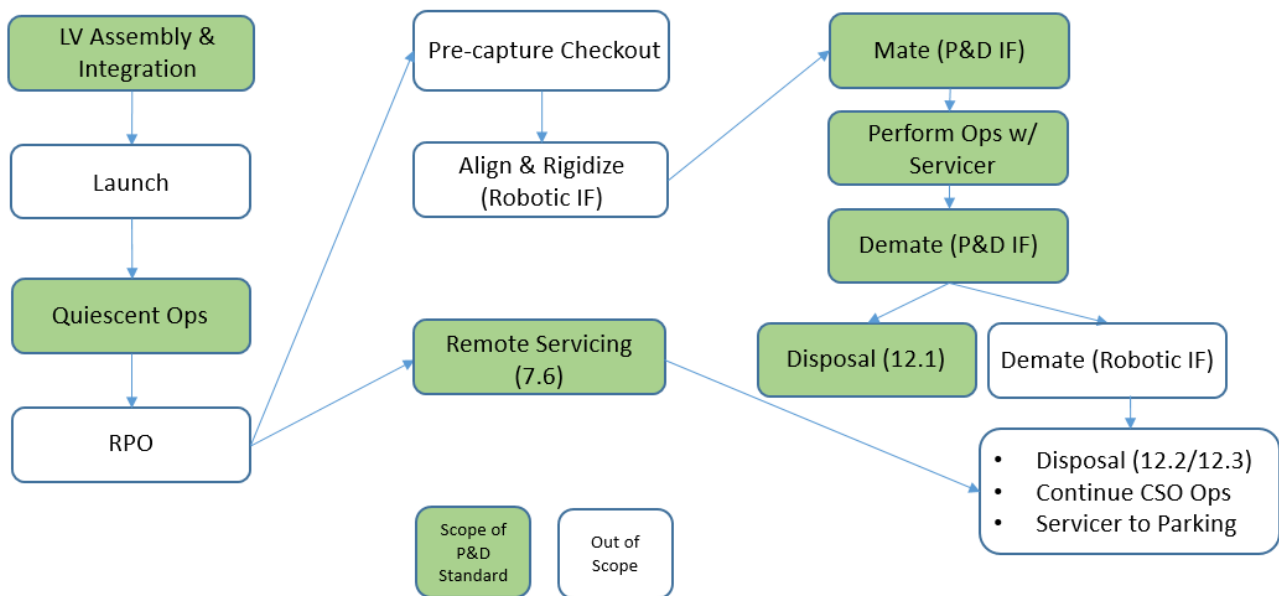 LV Assembly &
Integration
Launch
Quiescent Ops
RPO
Pre-capture Checkout
Align & Rigidize
(Robotic IF)
Remote Servicing
(7.6)
Mate (P&D IF)
Perform Ops w/
Servicer
Demate (P&D IF)
Disposal (12.1)
Demate (Robotic IF)
• Disposal (12.2/12.3)
• Continue CSO Ops
• Servicer to Parking
Scope of
P&D
Standard
Out of
Scope